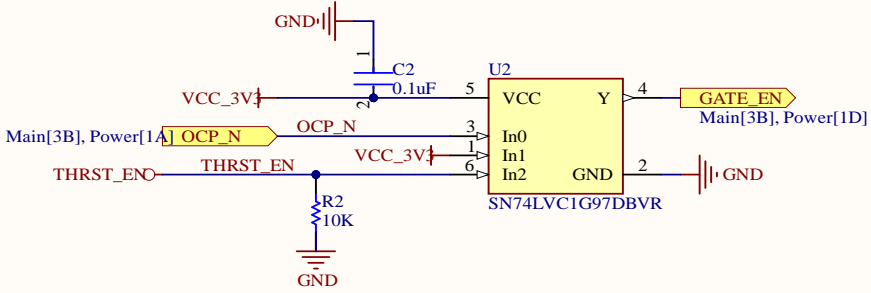 GND
1
C2
0.1uF
2
VCC_3V3
U2
5
VCC
Y
4
GATE_EN
Main[3B], Power[1D]
Main[3B], Power[1A]
OCP_N
OCP_N
3
In0
VCC_3V3
1
In1
THRST_EN
THRST_EN
6
In2
GND
2
GND
SN74LVC1G97DBVR
R2
10K
GND